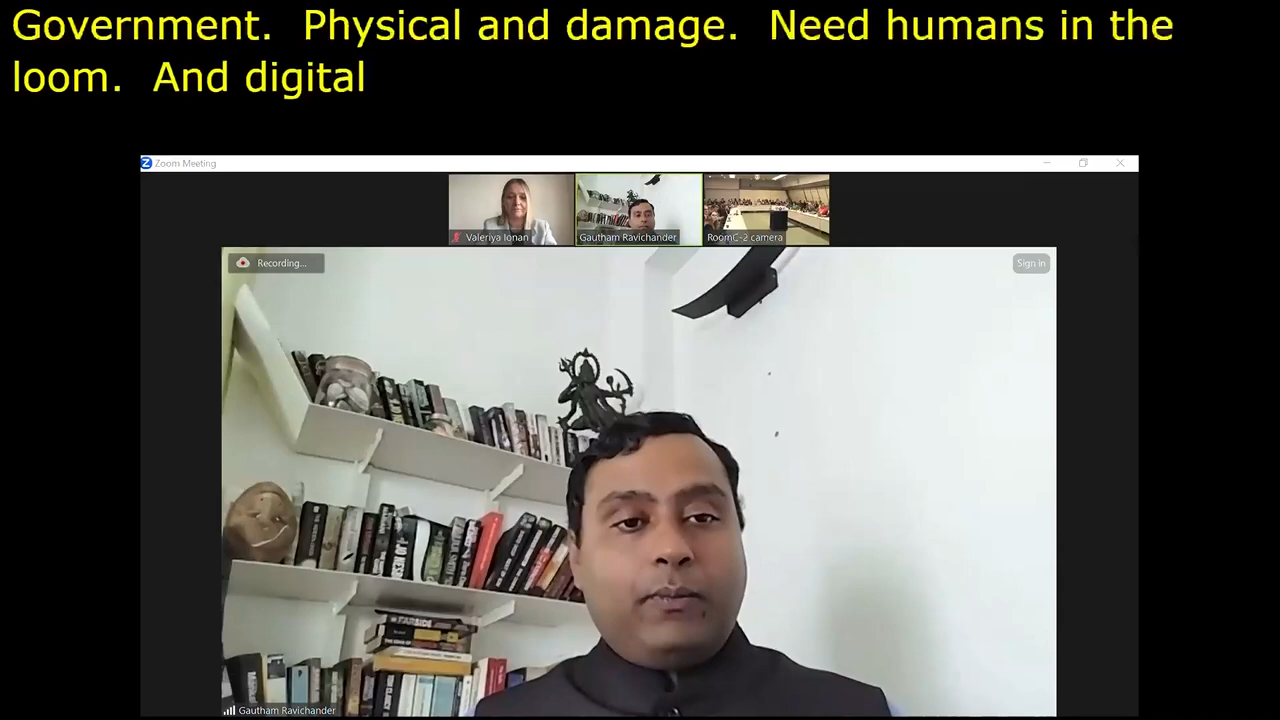 Government.  Physical and damage.  Need humans in the
loom.  And digital
Zoom Meeting
Valeriya Ionan
Gautham Ravichander
RoomC-2 camera
Recording...
Sign in
FARSIDE
Gautham Ravichander